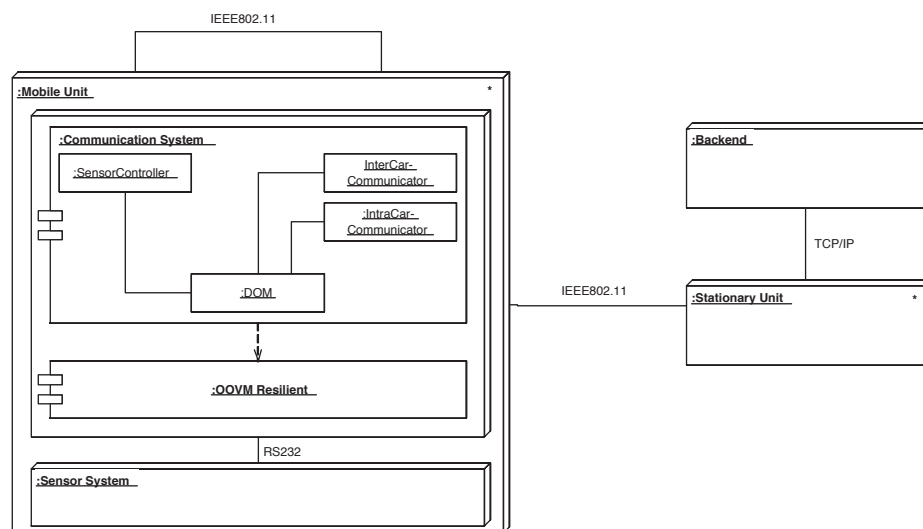 IEEE802.11
:Mobile Unit
*
:Communication System
:SensorController
InterCar-
Communicator
:IntraCar-
Communicator
:DOM
:OOVM Resilient
RS232
:Sensor System
IEEE802.11
:Backend
TCP/IP
:Stationary Unit
*